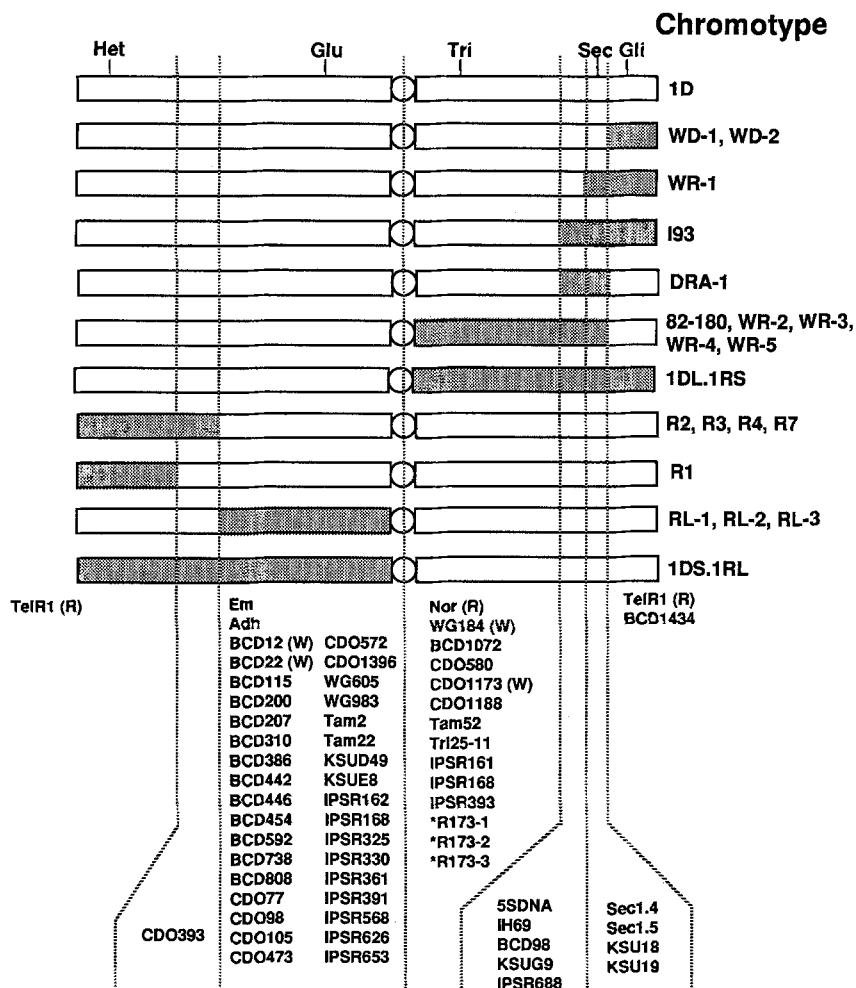 Chromotype
Het Glu Tri Sec Gli
1D
WD-1, WD-2
WR-1
I93
DRA-1
82-180, WR-2, WR-3,
WR-4, WR-5
1DL.1RS
R2, R3, R4, R7
R1
RL-1, RL-2, RL-3
1DS.1RL
TelR1 (R)
Em
Adh
BCD12 (W) CDO572
BCD22 (W) CDO1396
BCD115 WG605
BCD200 WG983
BCD207 Tam2
BCD310 Tam22
BCD386 KSUD49
BCD442 KSUE8
BCD446 IPSR162
BCD454 IPSR168
BCD592 IPSR325
BCD738 IPSR330
BCD808 IPSR361
CDO77 IPSR391
CDO98 IPSR568
CDO105 IPSR626
CDO473 IPSR653
CDO393
Nor (R)
WG184 (W)
BCD1072
CDO580
CDO1173 (W)
CDO1188
Tam52
Tri25-11
IPSR161
IPSR168
IPSR393
*R173-1
*R173-2
*R173-3
TelR1 (R)
BCD1434
5SDNA
IH69
BCD98
KSUG9
IPSR688
Sec1.4
Sec1.5
KSU18
KSU19